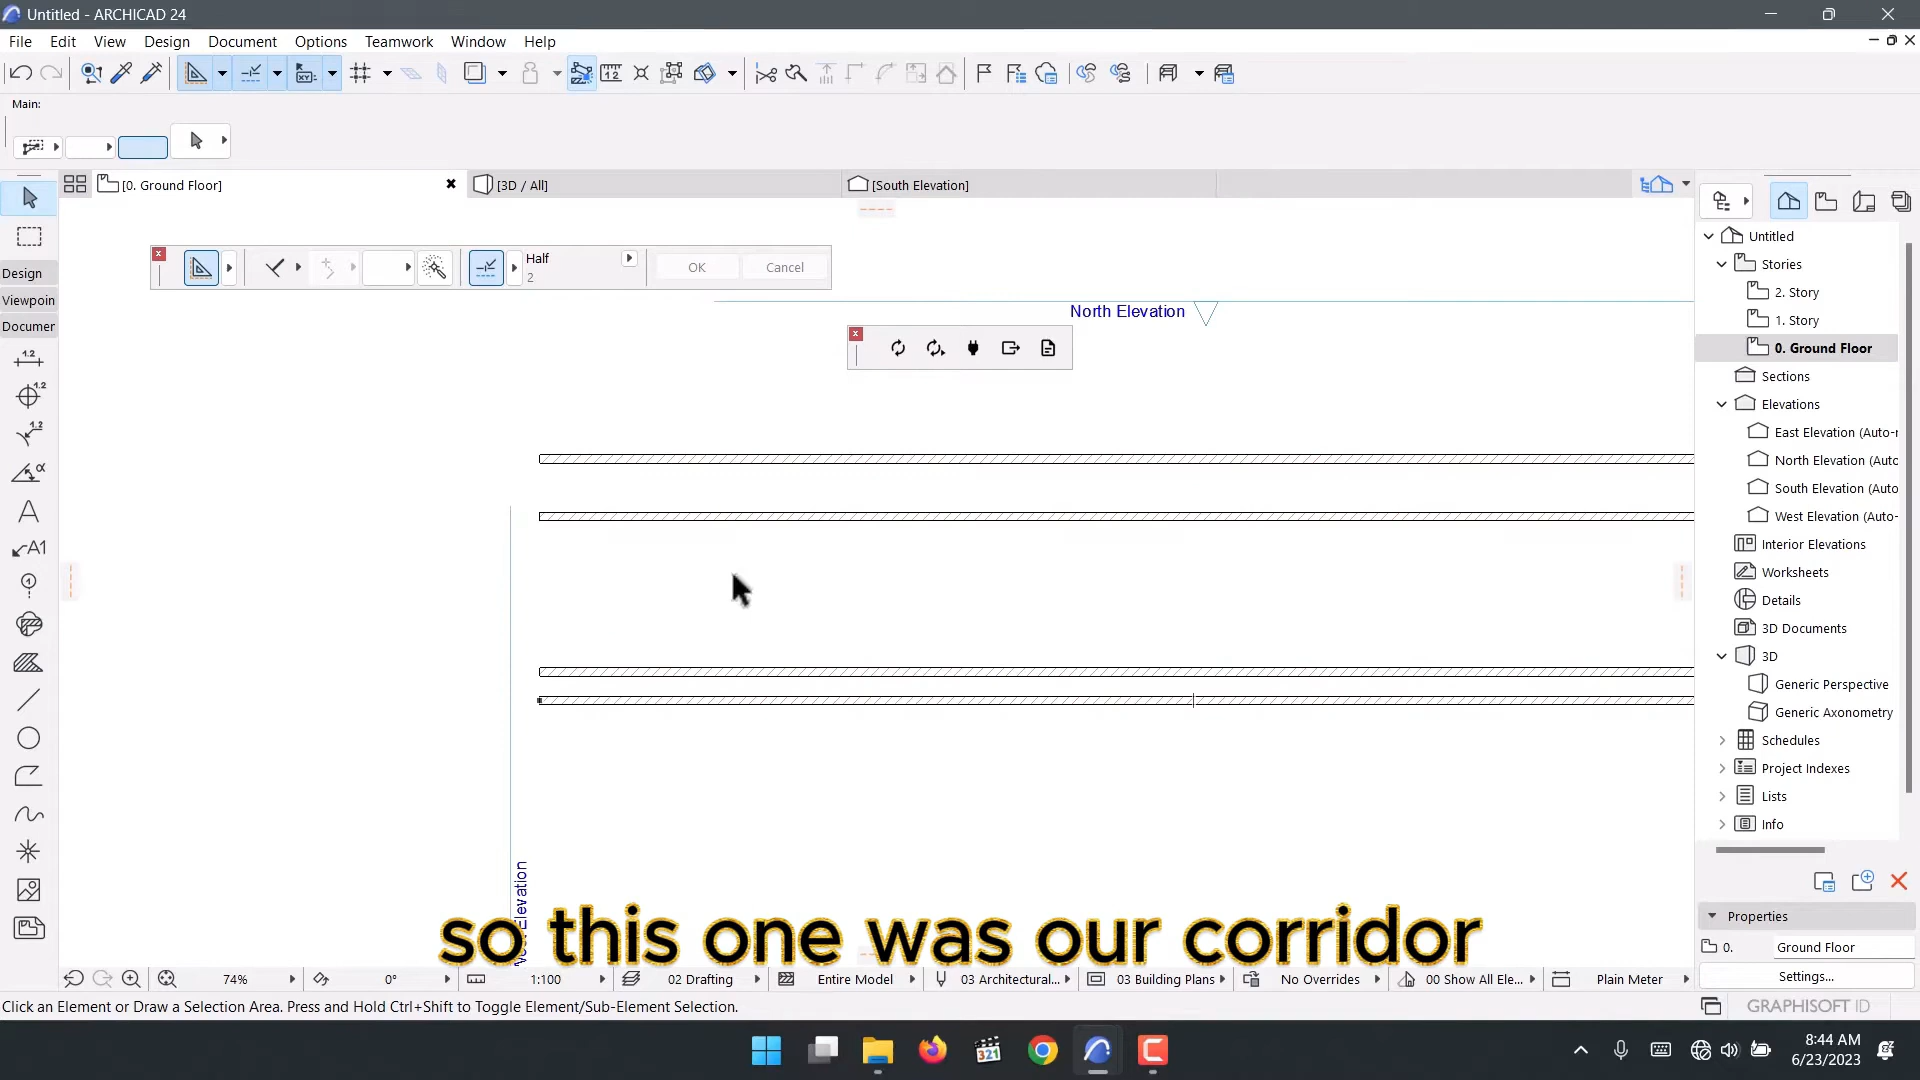 Untitled - ARCHICAD 24
File Edit View Design Document Options Teamwork Window Help
Main:
[0. Ground Floor]
[3D / All]
[South Elevation]
Half
2
OK
Cancel
Design
Viewpoin
Documer
North Elevation
Elevation
Untitled
Stories
2. Story
1. Story
0. Ground Floor
Sections
Elevations
East Elevation (Auto-r
North Elevation (Auto
South Elevation (Auto
West Elevation (Auto-
Interior Elevations
Worksheets
Details
3D Documents
3D
Generic Perspective
Generic Axonometry
Schedules
Project Indexes
Lists
Info
Properties
0. Ground Floor
Settings...
so this one was our corridor
74% 0° 1:100 02 Drafting Entire Model 03 Architectural... 03 Building Plans No Overrides 00 Show All Ele... Plain Meter
Click an Element or Draw a Selection Area. Press and Hold Ctrl+Shift to Toggle Element/Sub-Element Selection.
GRAPHISOFT ID
8:44 AM
6/23/2023